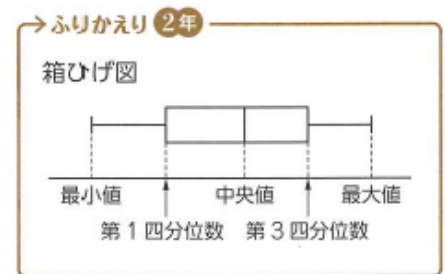 →ふりかえり 2年
箱ひげ図
最小値 中央値 最大値
第1四分位数 第3四分位数